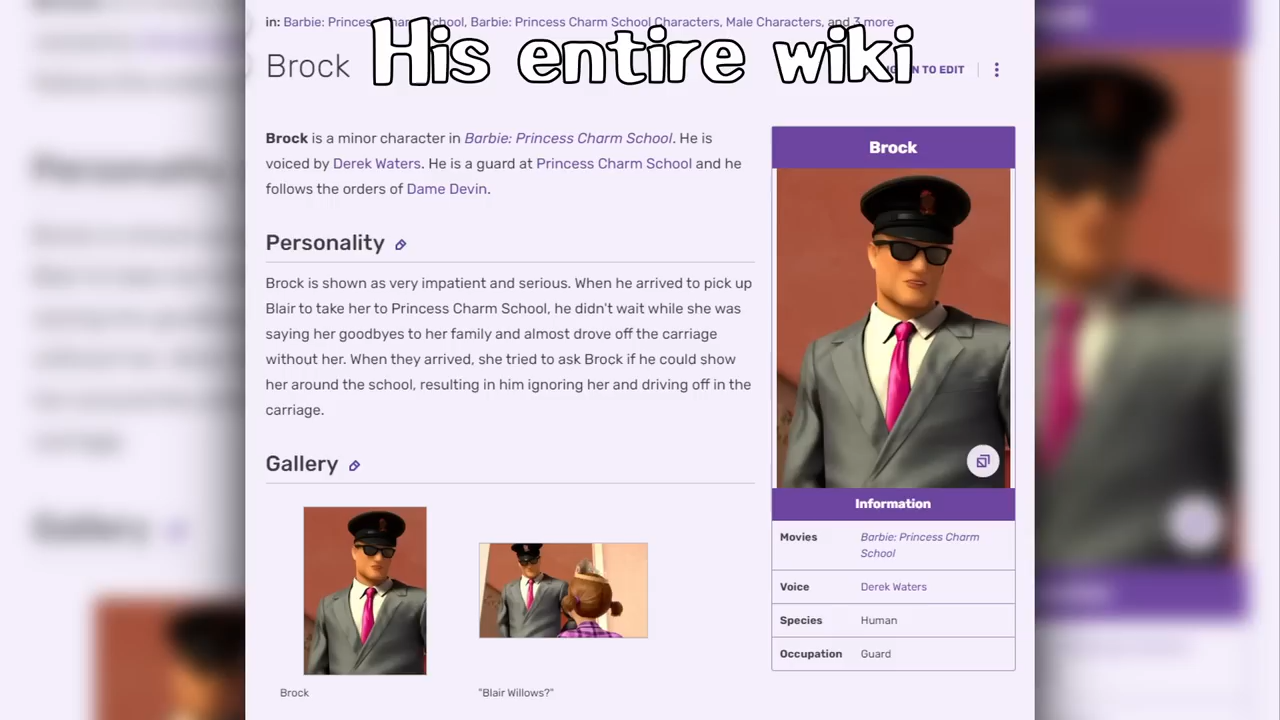 in: Barbie: Princess Charm School, Barbie: Princess Charm School Characters, Male Characters, and 3 more
His entire wiki
Brock
TO EDIT
Brock is a minor character in Barbie: Princess Charm School. He is
voiced by Derek Waters. He is a guard at Princess Charm School and he
follows the orders of Dame Devin.
Personality
Brock is shown as very impatient and serious. When he arrived to pick up
Blair to take her to Princess Charm School, he didn't wait while she was
saying her goodbyes to her family and almost drove off the carriage
without her. When they arrived, she tried to ask Brock if he could show
her around the school, resulting in him ignoring her and driving off in the
carriage.
Gallery
Brock
"Blair Willows?"
Brock
Information
Movies Barbie: Princess Charm
School
Voice Derek Waters
Species Human
Occupation Guard